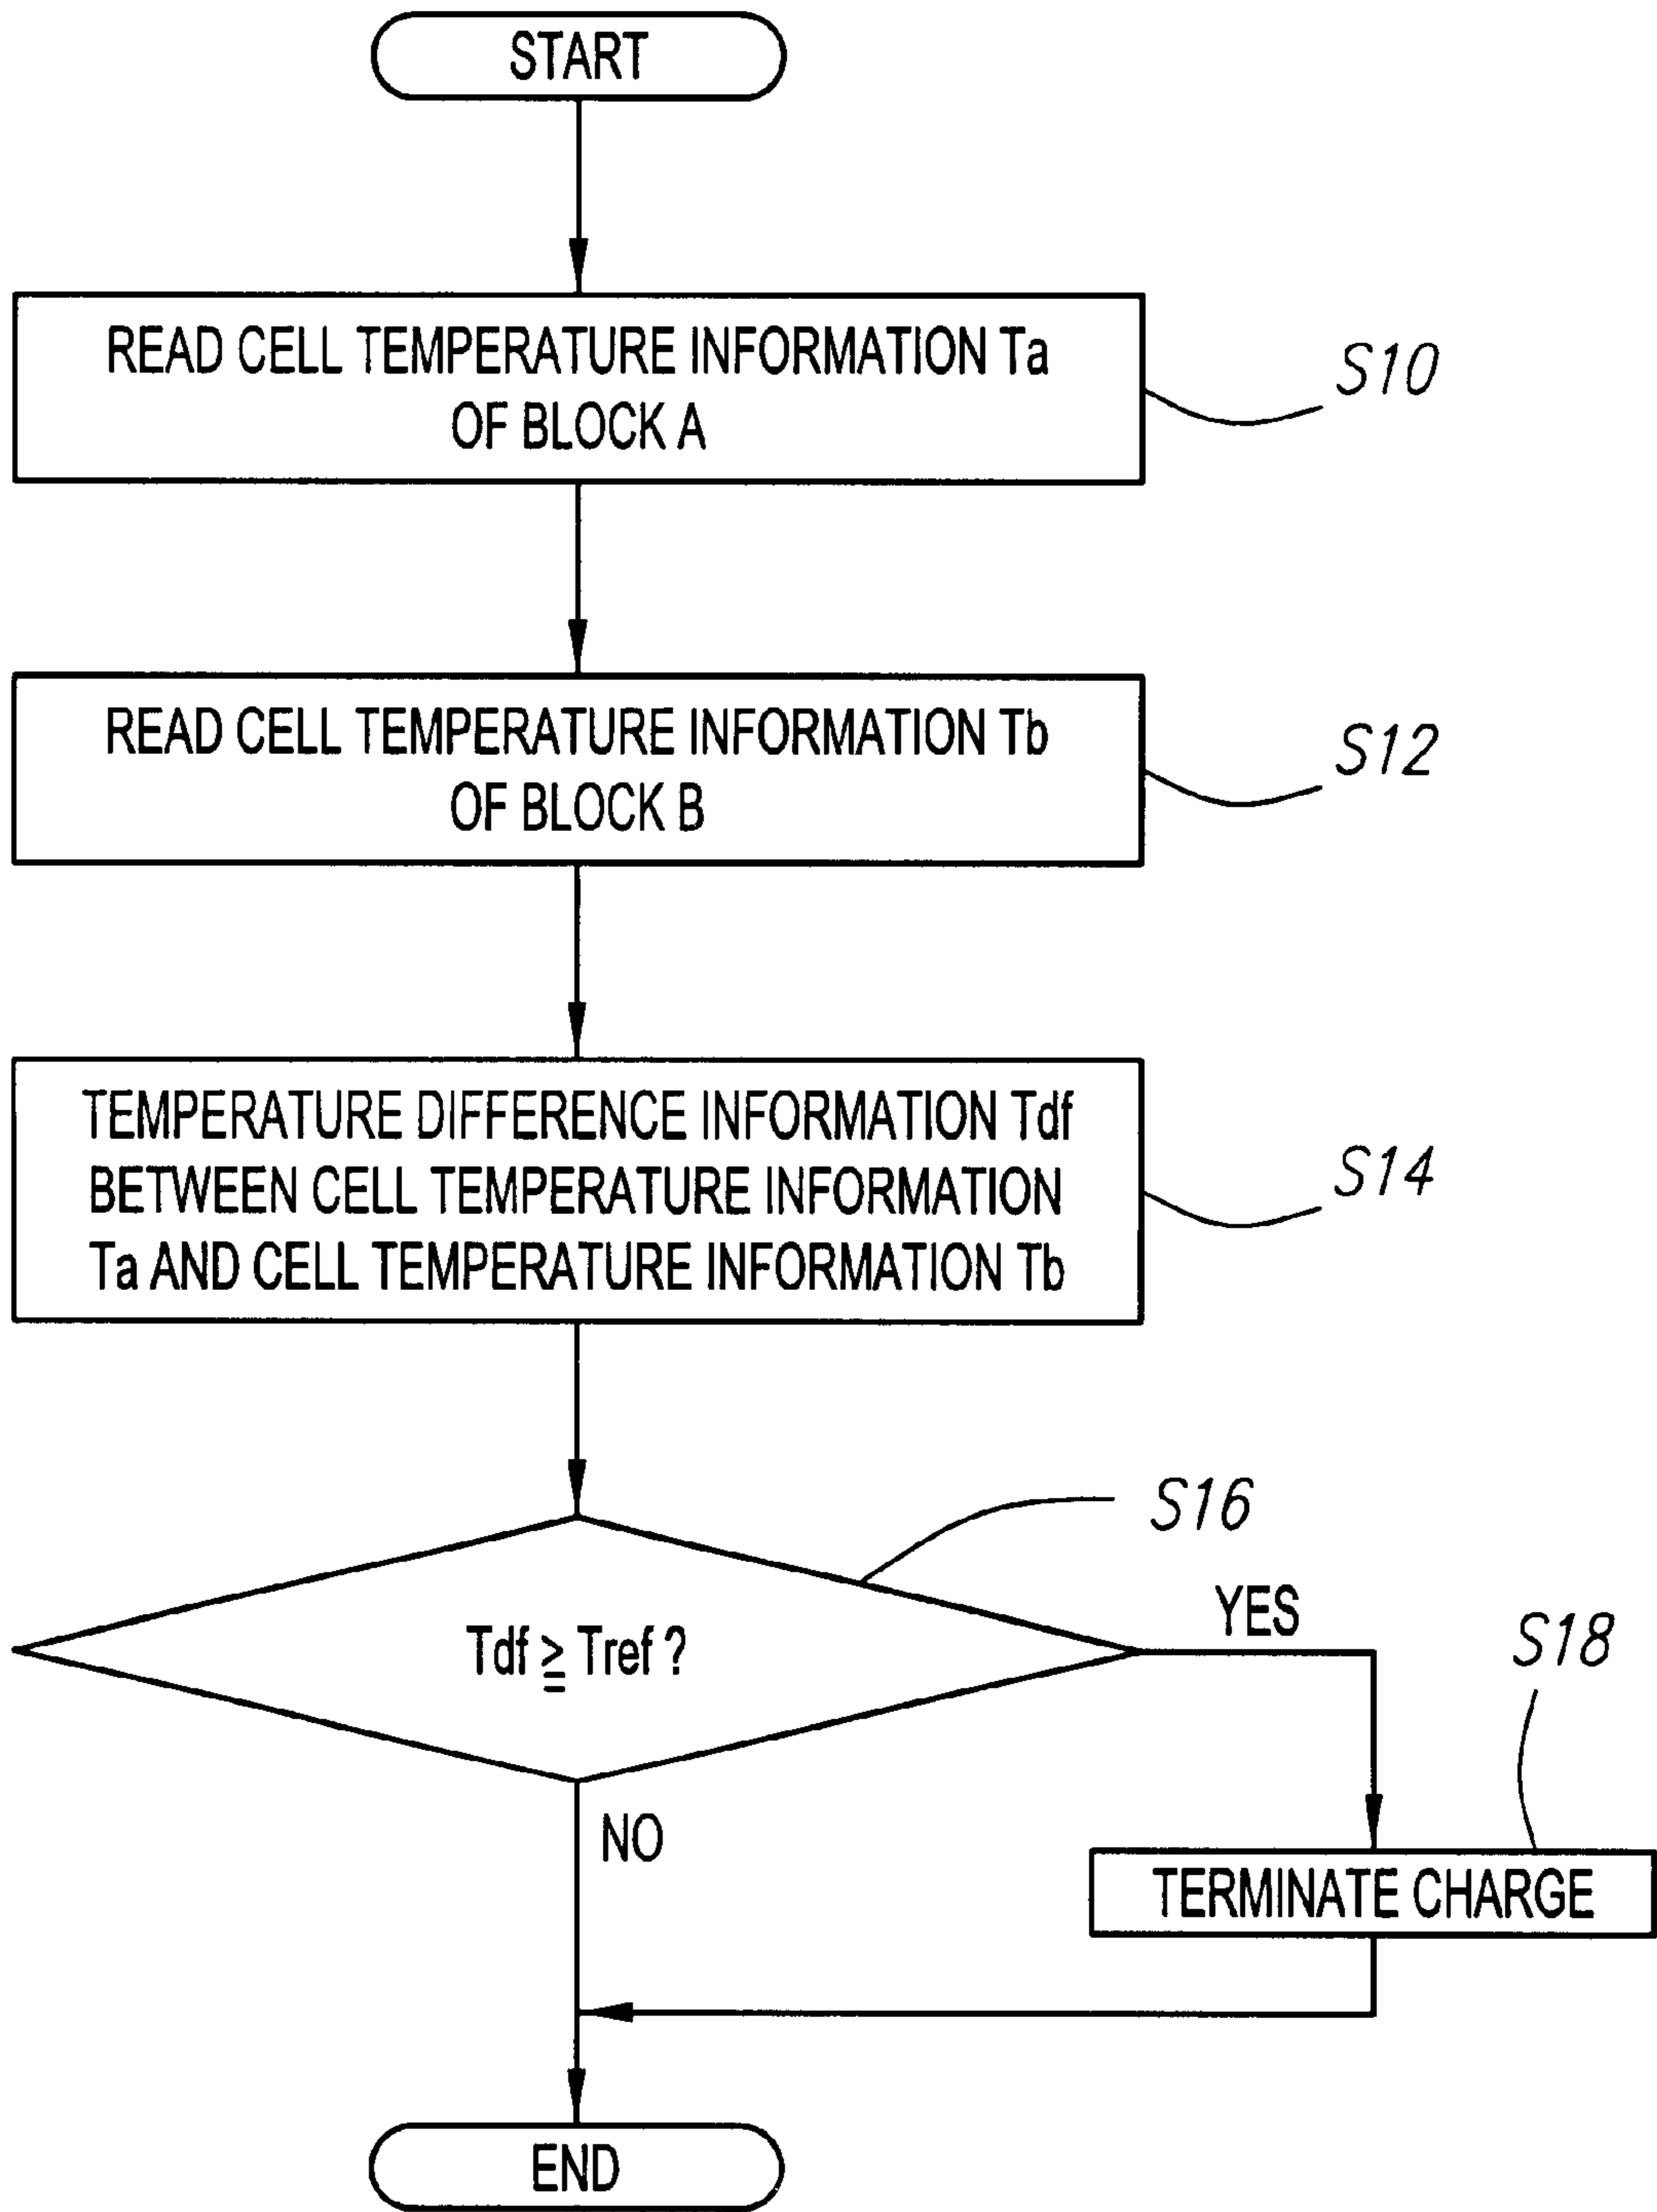 START
READ CELL TEMPERATURE INFORMATION Ta
OF BLOCK A
S10
READ CELL TEMPERATURE INFORMATION Tb
OF BLOCK B
S12
TEMPERATURE DIFFERENCE INFORMATION Tdf
BETWEEN CELL TEMPERATURE INFORMATION
Ta AND CELL TEMPERATURE INFORMATION Tb
S14
S16
Tdf ≧ Tref ?
YES
S18
NO
TERMINATE CHARGE
END